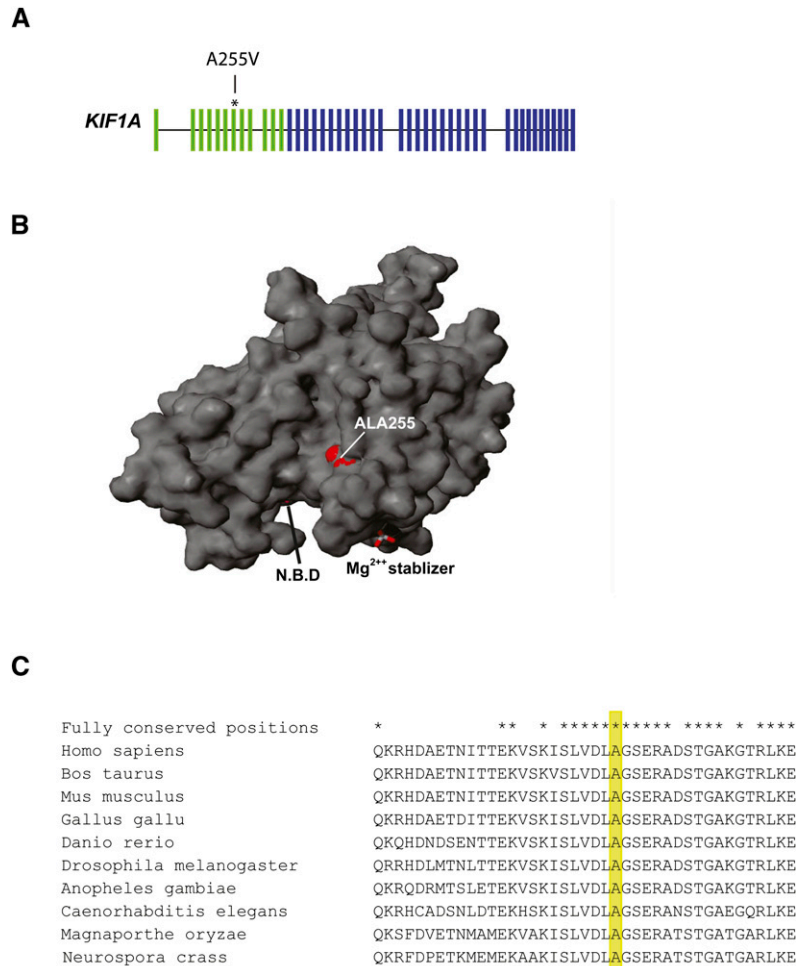 A
A255V
*
KIF1A
B
ALA255
N.B.D
Mg2++ stablizer
C
Fully conserved positions * ** * ************ **** * ****
Homo sapiens QKRHDAETNITTEKVSKISLVDLAGSERADSTGAKGTRLKE
Bos taurus QKRHDAETNITTEKVSKVSLVDLAGSERADSTGAKGTRLKE
Mus musculus QKRHDAETNITTEKVSKISLVDLAGSERADSTGAKGTRLKE
Gallus gallu QKRHDAETDITTEKVSKISLVDLAGSERADSTGAKGTRLKE
Danio rerio QKQHDNDSENTTEKVSKISLVDLAGSERADSTGAKGTRLKE
Drosophila melanogaster QRRHDLMTNLTTEKVSKISLVDLAGSERADSTGAKGTRLKE
Anopheles gambiae QKRQDRMTSLETEKVSKISLVDLAGSERADSTGAKGTRLKE
Caenorhabditis elegans QKRHCADSNLDTEKHSKISLVDLAGSERANSTGAEGQRLKE
Magnaporthe oryzae QKSFDVETNMAMEKVAKISLVDLAGSERATSTGATGARLKE
Neurospora crass QKRFDPETKMEMEKAAKISLVDLAGSERATSTGATGARLKE